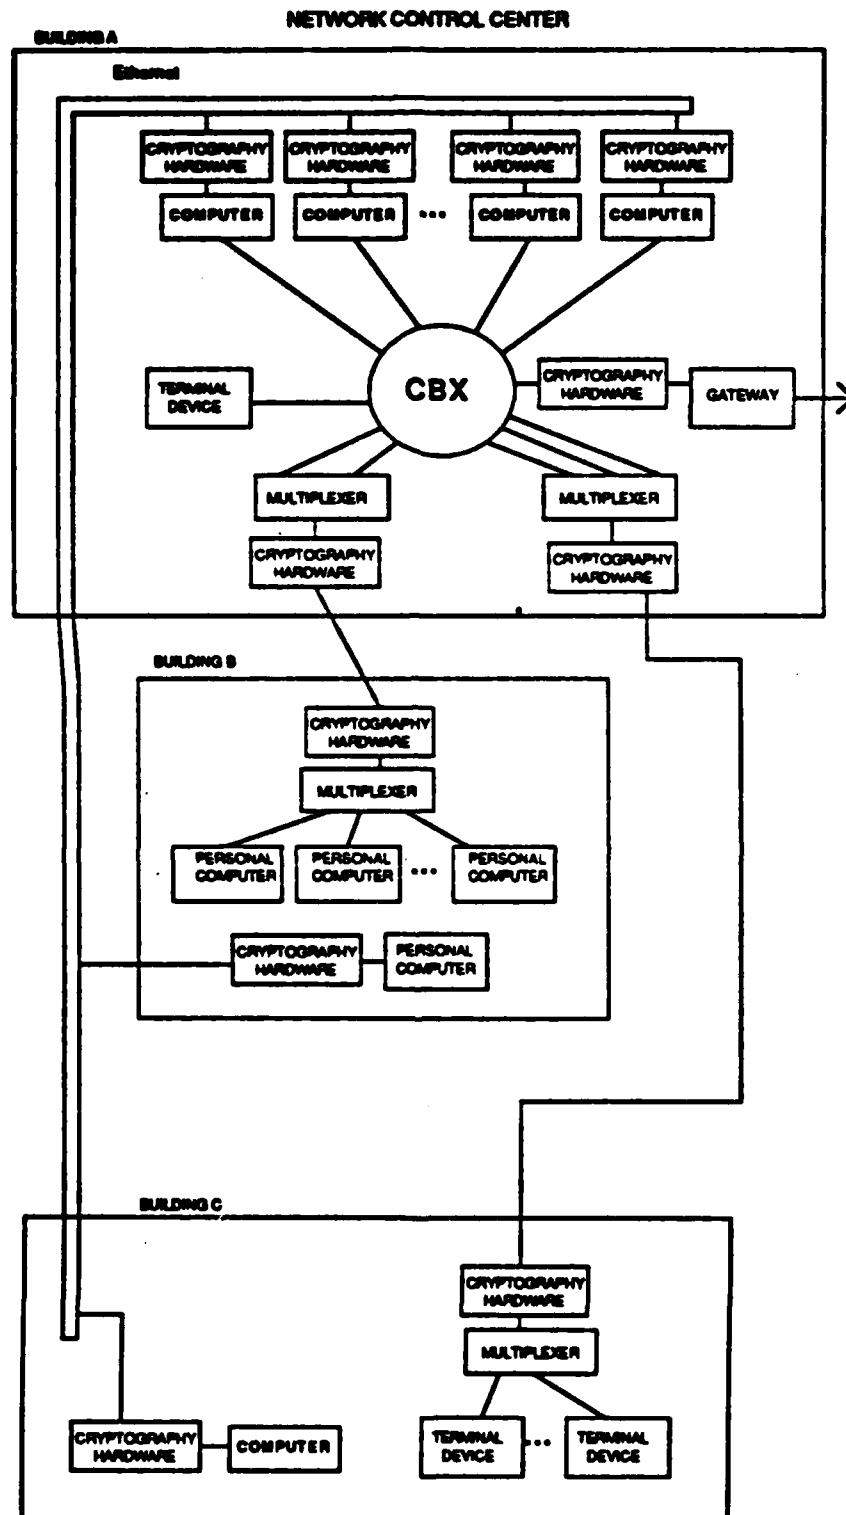 NETWORK CONTROL CENTER
BUILDING A
Ethernet
CRYPTOGRAPHY
HARDWARE
CRYPTOGRAPHY
HARDWARE
CRYPTOGRAPHY
HARDWARE
CRYPTOGRAPHY
HARDWARE
COMPUTER
COMPUTER
...
COMPUTER
COMPUTER
CBX
TERMINAL
DEVICE
CRYPTOGRAPHY
HARDWARE
GATEWAY
MULTIPLEXER
MULTIPLEXER
CRYPTOGRAPHY
HARDWARE
CRYPTOGRAPHY
HARDWARE
BUILDING B
CRYPTOGRAPHY
HARDWARE
MULTIPLEXER
PERSONAL
COMPUTER
PERSONAL
COMPUTER
...
PERSONAL
COMPUTER
CRYPTOGRAPHY
HARDWARE
PERSONAL
COMPUTER
BUILDING C
CRYPTOGRAPHY
HARDWARE
MULTIPLEXER
CRYPTOGRAPHY
HARDWARE
COMPUTER
TERMINAL
DEVICE
...
TERMINAL
DEVICE